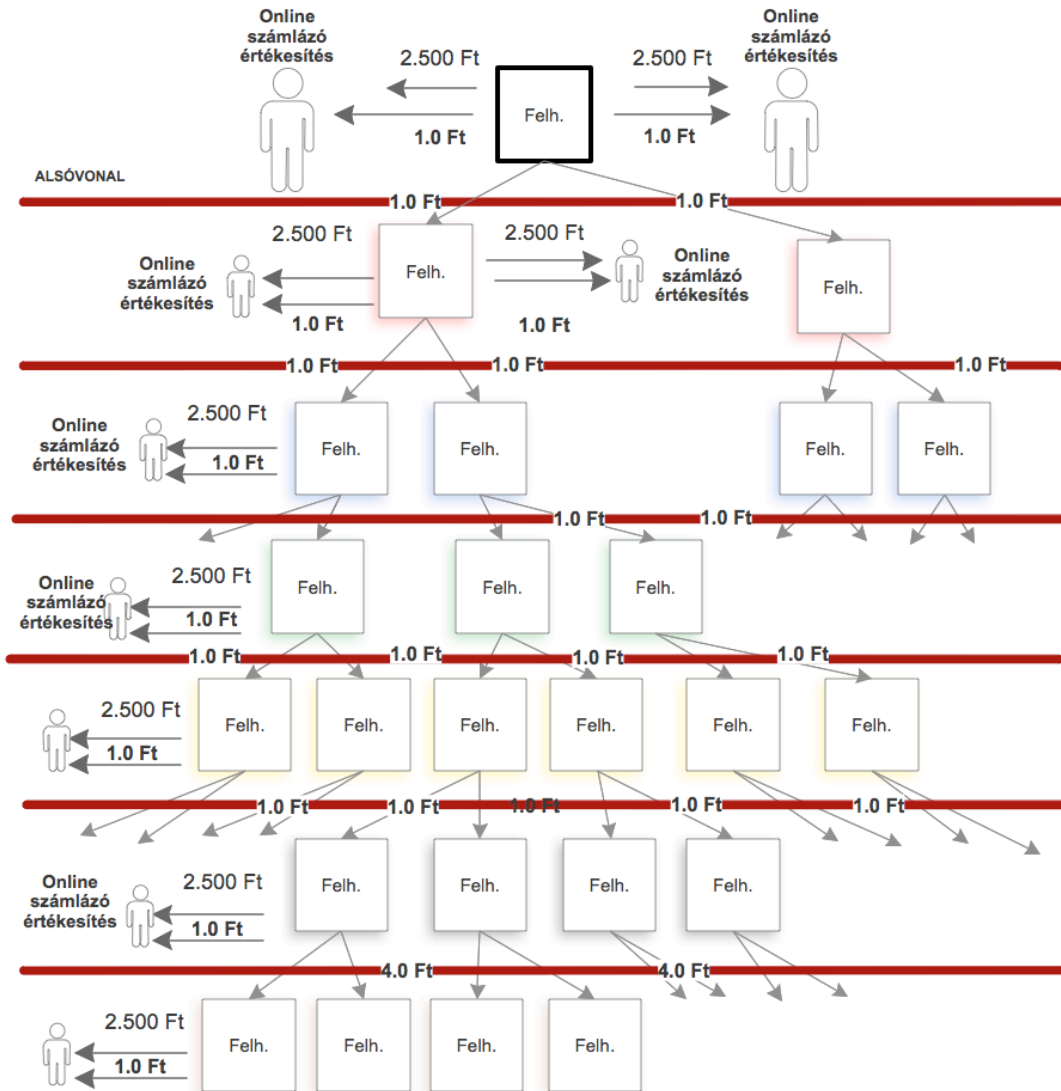 Online
számlázó
értékesítés
2.500 Ft
1.0 Ft
Felh.
2.500 Ft
1.0 Ft
Online
számlázó
értékesítés
ALSÓVONAL
1.0 Ft
1.0 Ft
Online
számlázó
értékesítés
2.500 Ft
1.0 Ft
Felh.
2.500 Ft
1.0 Ft
Online
számlázó
értékesítés
Felh.
1.0 Ft
1.0 Ft
1.0 Ft
Online
számlázó
értékesítés
2.500 Ft
1.0 Ft
Felh.
Felh.
Felh.
Felh.
1.0 Ft
1.0 Ft
Online
számlázó
értékesítés
2.500 Ft
1.0 Ft
Felh.
Felh.
Felh.
1.0 Ft
1.0 Ft
1.0 Ft
1.0 Ft
2.500 Ft
1.0 Ft
Felh.
Felh.
Felh.
Felh.
Felh.
Felh.
1.0 Ft
1.0 Ft
1.0 Ft
1.0 Ft
1.0 Ft
Online
számlázó
értékesítés
2.500 Ft
1.0 Ft
Felh.
Felh.
Felh.
Felh.
4.0 Ft
4.0 Ft
2.500 Ft
1.0 Ft
Felh.
Felh.
Felh.
Felh.